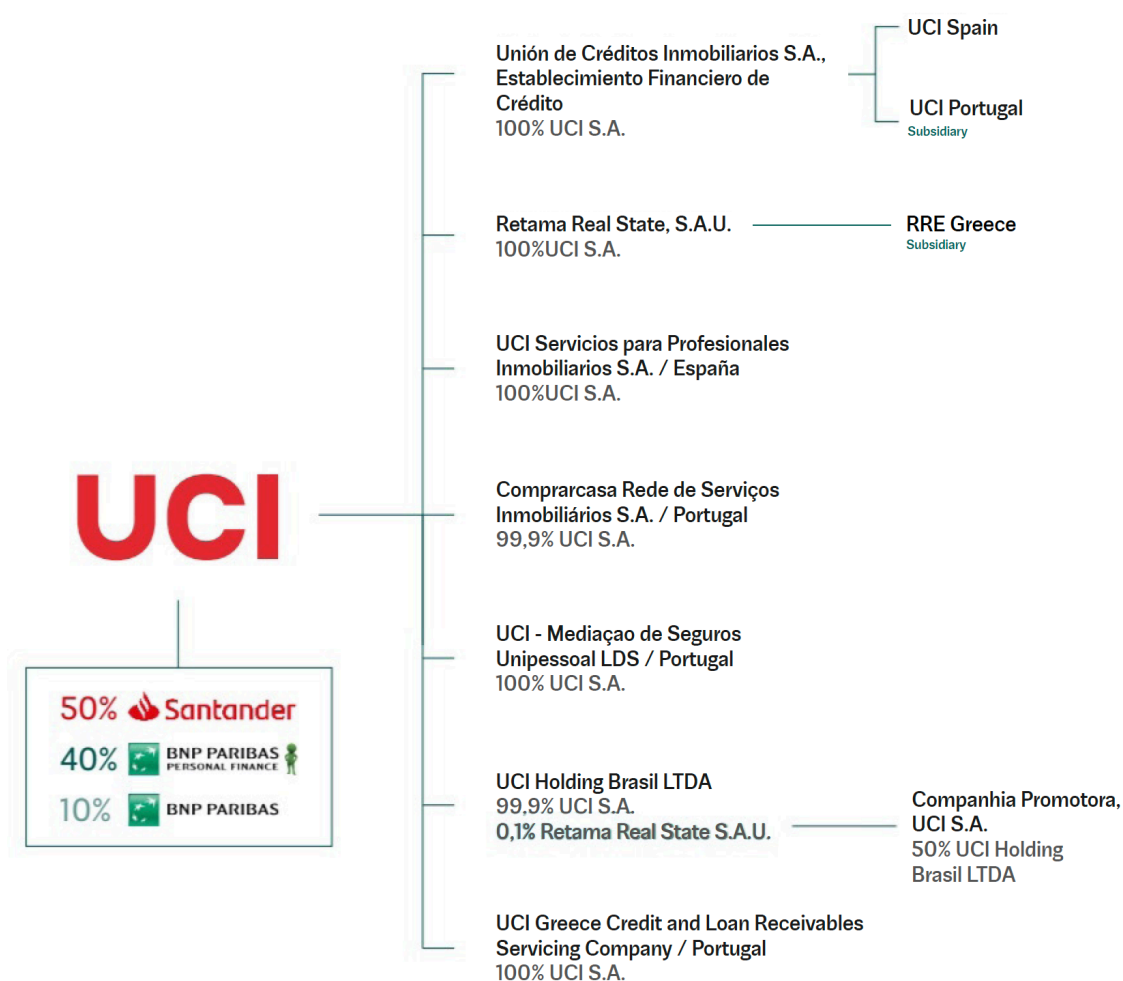 UCI
50% Santander
40% BNP PARIBAS
PERSONAL FINANCE
10% BNP PARIBAS
Unión de Créditos Inmobiliarios S.A.,
Establecimiento Financiero de
Crédito
100% UCI S.A.
UCI Spain
UCI Portugal
Subsidiary
Retama Real State, S.A.U.
100%UCI S.A.
RRE Greece
Subsidiary
UCI Servicios para Profesionales
Inmobiliarios S.A. / España
100%UCI S.A.
Comprarcasa Rede de Serviços
Inmobiliários S.A. / Portugal
99,9% UCI S.A.
UCI - Mediaçao de Seguros
Unipessoal LDS / Portugal
100% UCI S.A.
UCI Holding Brasil LTDA
99,9% UCI S.A.
0,1% Retama Real State S.A.U.
Companhia Promotora,
UCI S.A.
50% UCI Holding
Brasil LTDA
UCI Greece Credit and Loan Receivables
Servicing Company / Portugal
100% UCI S.A.